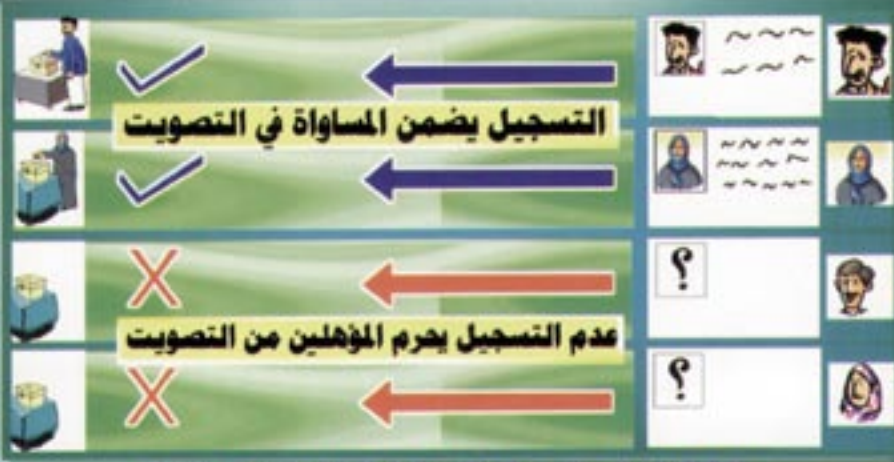 التسجيل يضمن المساواة في التصويت
؟
عدم التسجيل يحرم المؤهلين من التصويت
؟